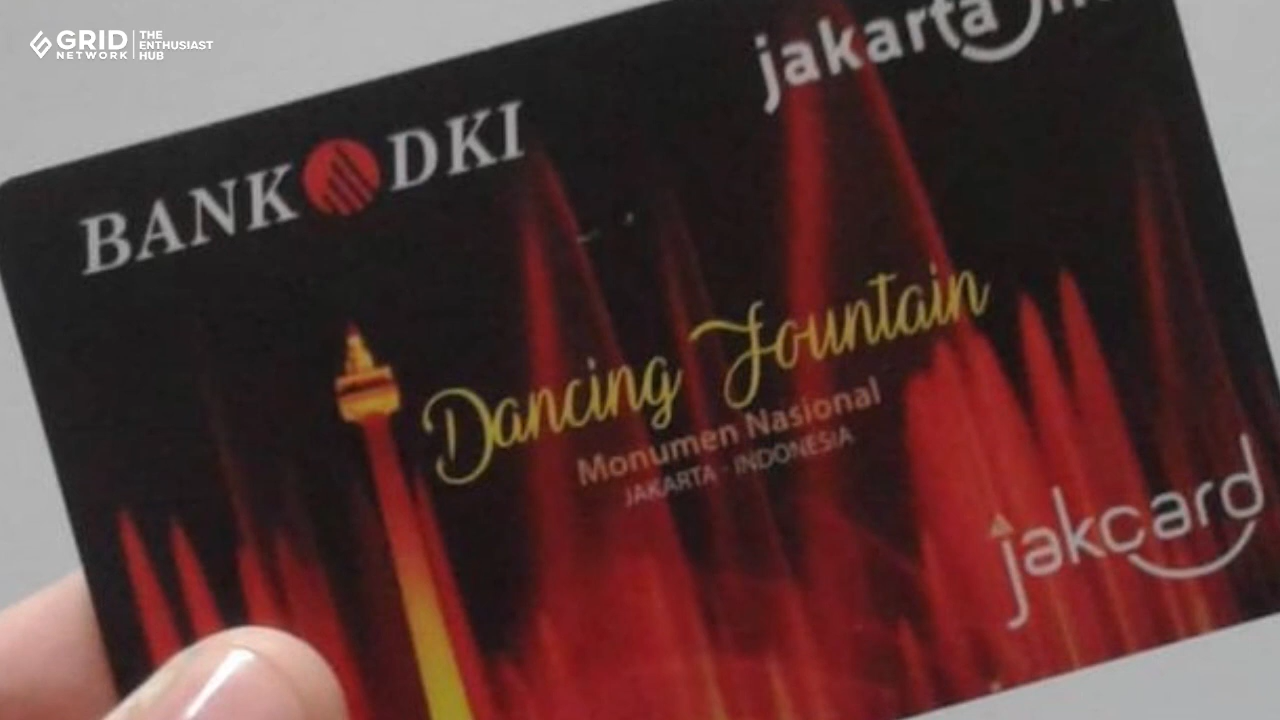 GRID
NETWORK
THE
ENTHUSIAST
HUB
jakarta
BANK DKI
Dancing Fountain
Monumen Nasional
JAKARTA - INDONESIA
jakcard